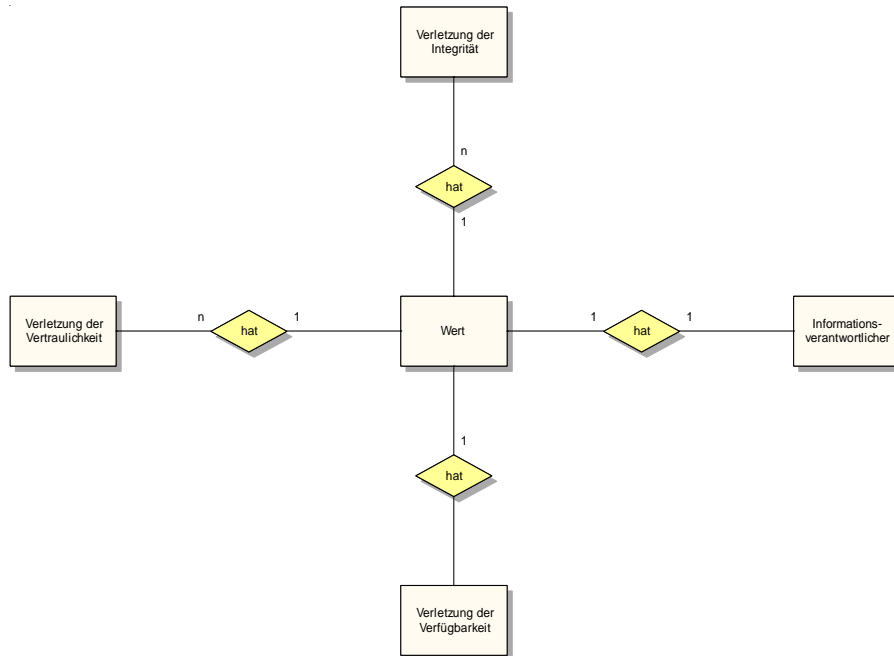 Verletzung der
Integrität
n
hat
1
Verletzung der
Vertraulichkeit
n
hat
1
Wert
1
hat
1
Informations-
verantwortlicher
1
hat
Verletzung der
Verfügbarkeit